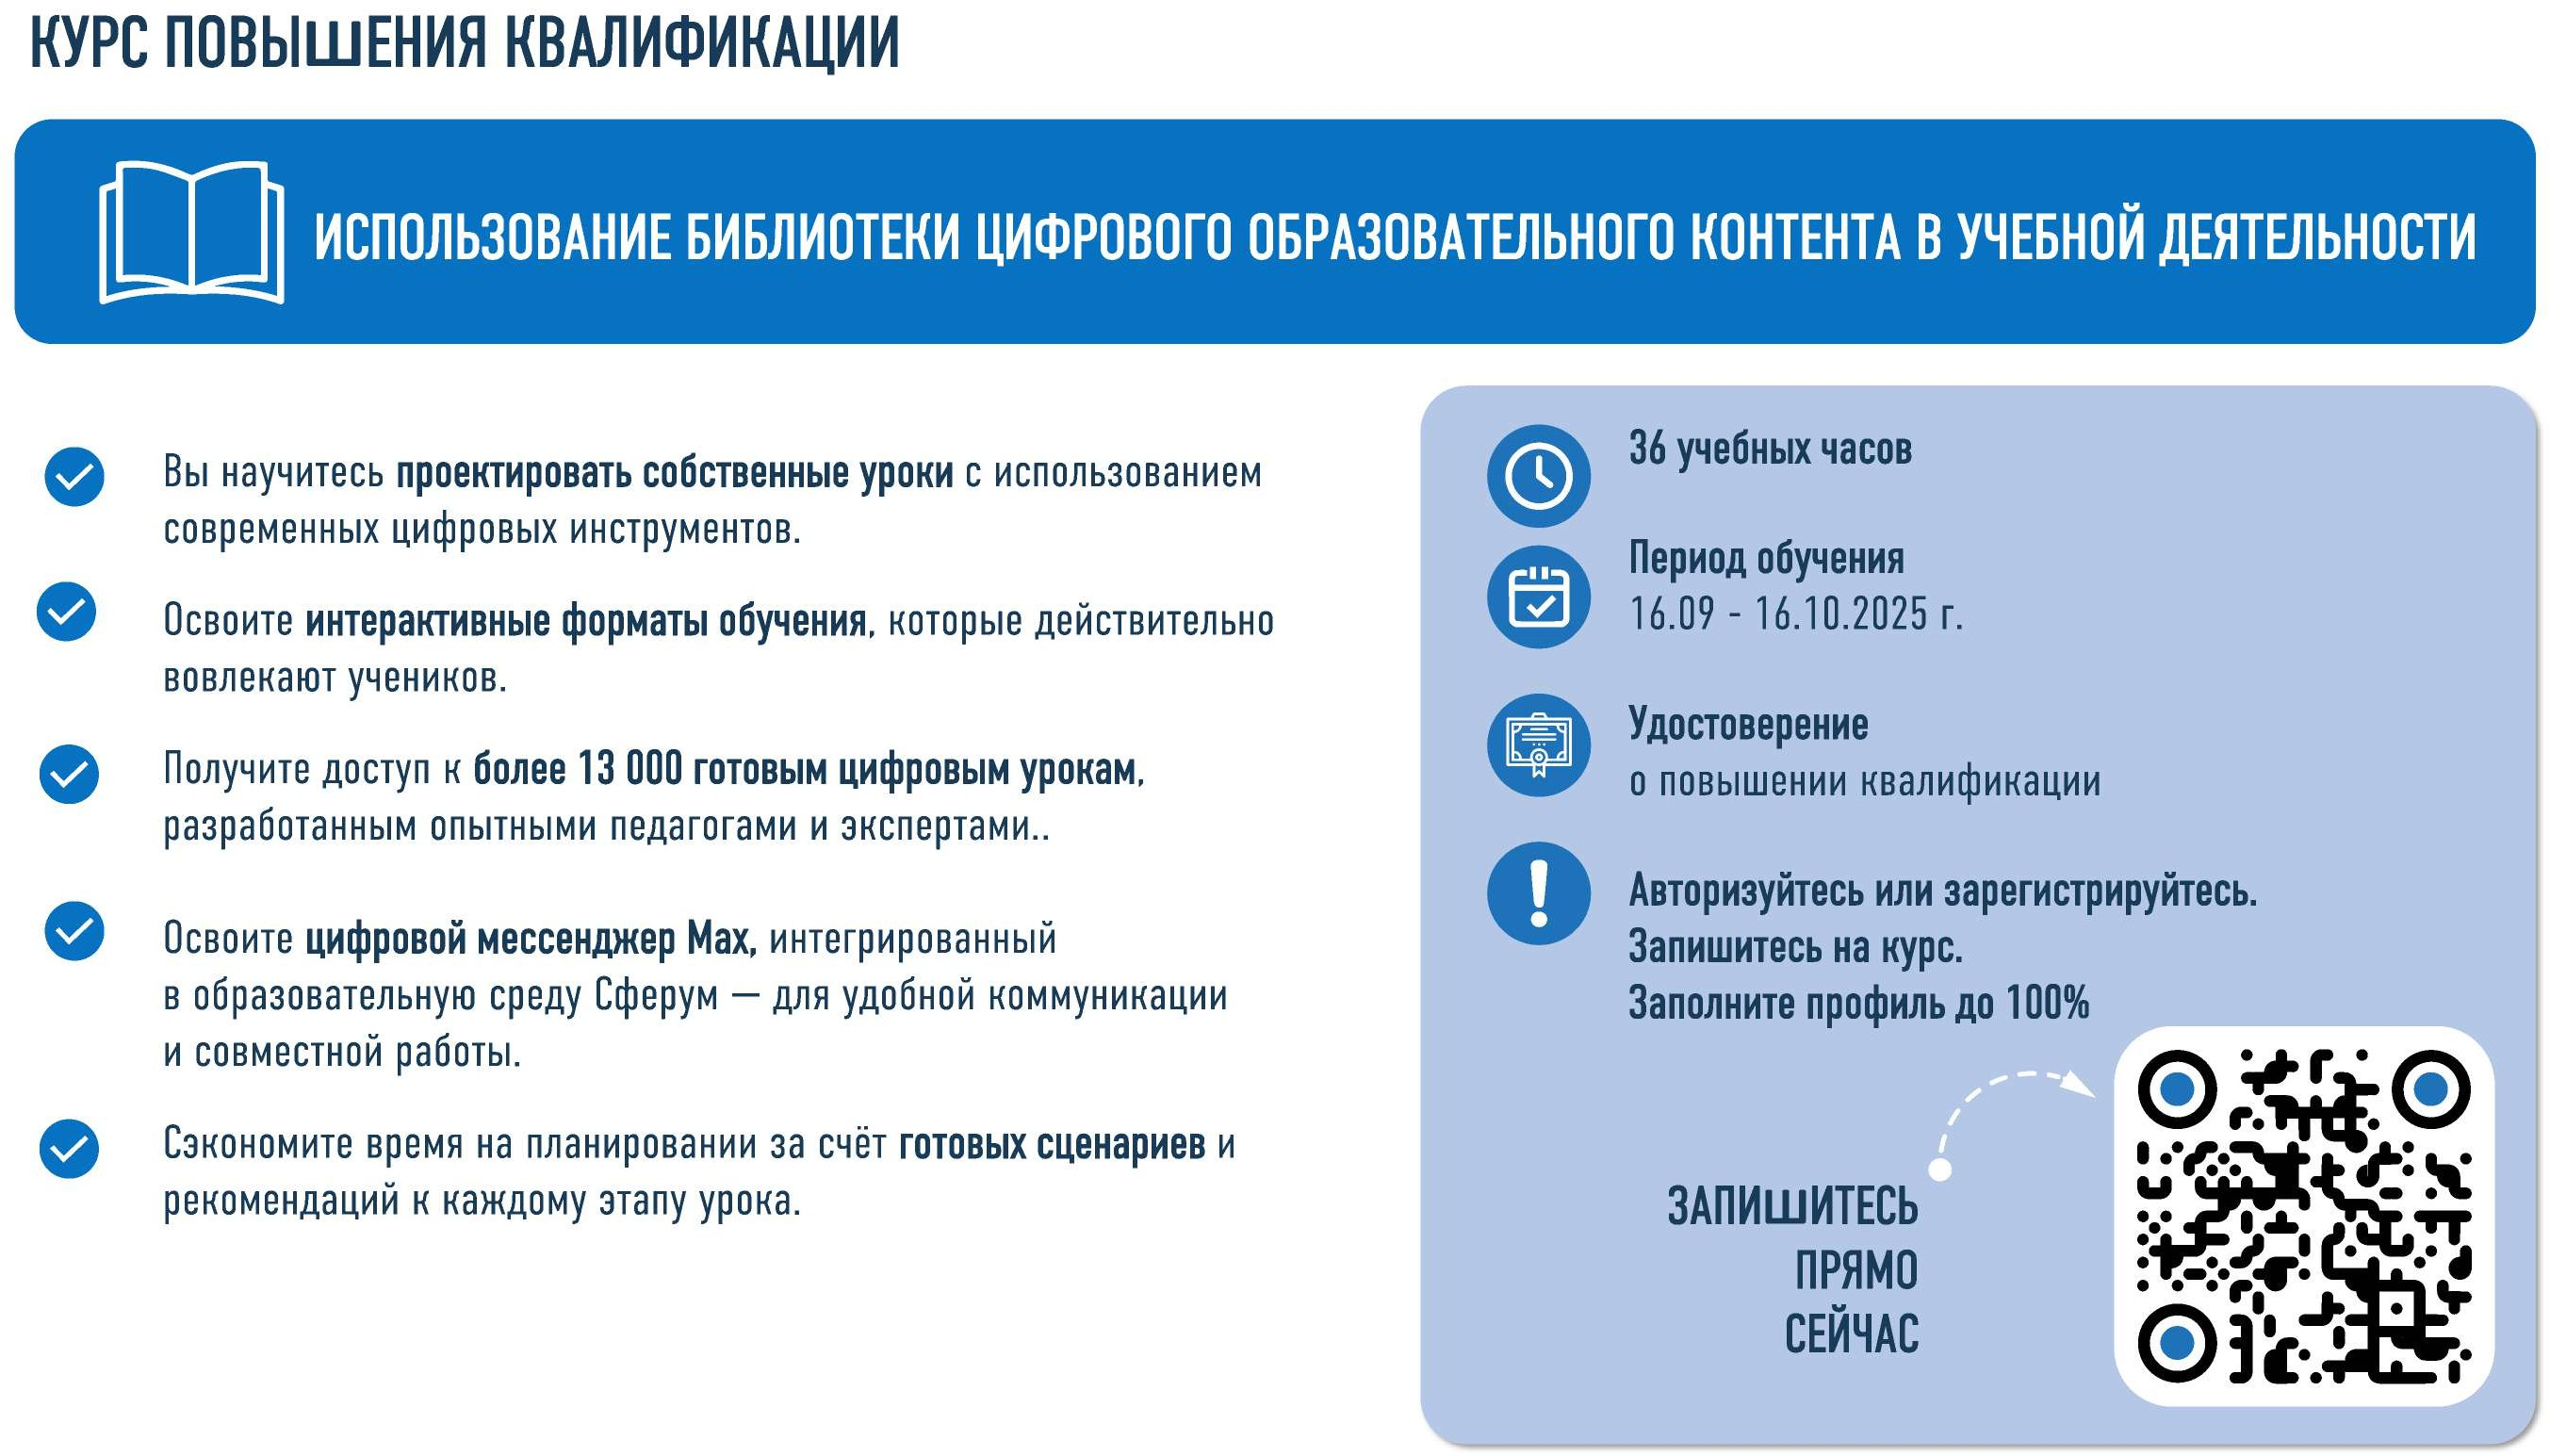 КУРС ПОВЫШЕНИЯ КВАЛИФИКАЦИИ
ИСПОЛЬЗОВАНИЕ БИБЛИОТЕКИ ЦИФРОВОГО ОБРАЗОВАТЕЛЬНОГО КОНТЕНТА В УЧЕБНОЙ ДЕЯТЕЛЬНОСТИ
Вы научитесь проектировать собственные уроки с использованием
современных цифровых инструментов.
Освоите интерактивные форматы обучения, которые действительно
вовлекают учеников.
Получите доступ к более 13 000 готовым цифровым урокам,
разработанным опытными педагогами и экспертами..
Освоите цифровой мессенджер Max, интегрированный
в образовательную среду Сферум — для удобной коммуникации
и совместной работы.
Сэкономите время на планировании за счёт готовых сценариев и
рекомендаций к каждому этапу урока.
36 учебных часов
Период обучения
16.09 - 16.10.2025 г.
Удостоверение
о повышении квалификации
Авторизуйтесь или зарегистрируйтесь.
Запишитесь на курс.
Заполните профиль до 100%
ЗАПИШИТЕСЬ
ПРЯМО
СЕЙЧАС